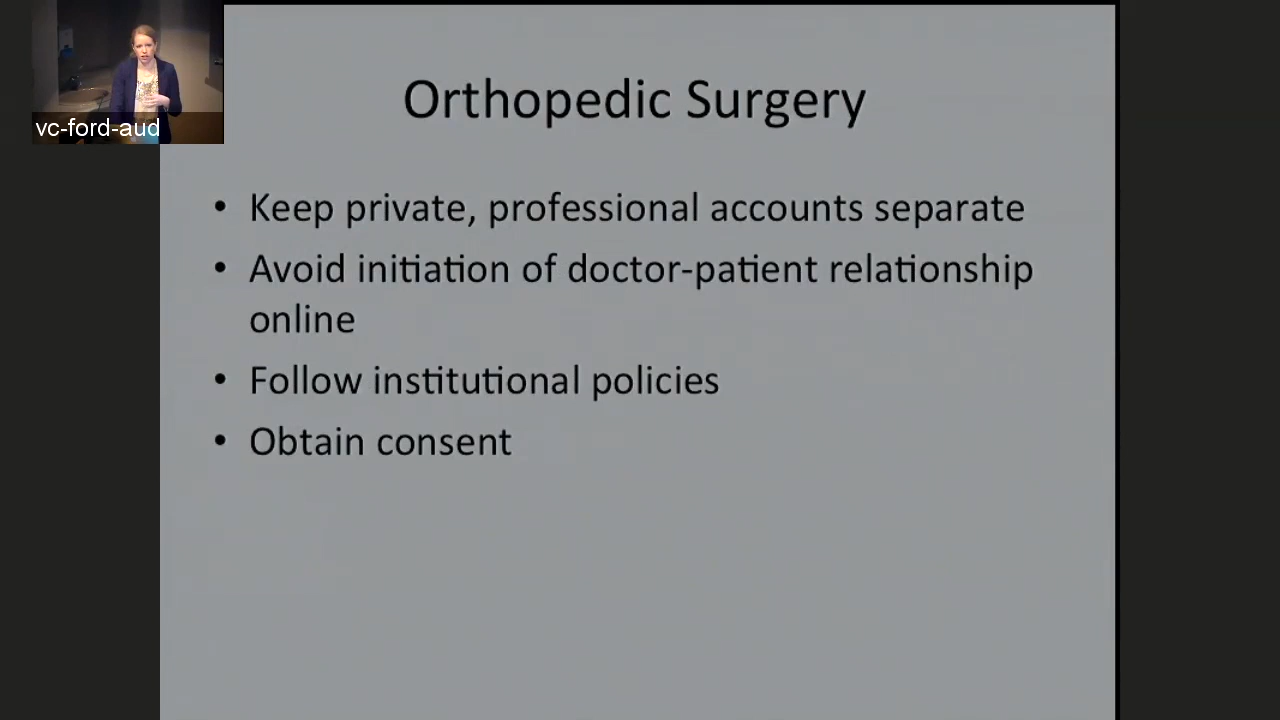 vc-ford-aud
Orthopedic Surgery
• Keep private, professional accounts separate
• Avoid initiation of doctor-patient relationship
online
• Follow institutional policies
• Obtain consent